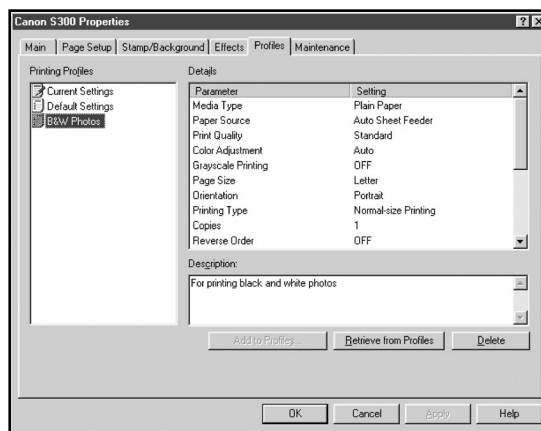 Canon S300 Properties
Main Page Setup Stamp/Background Effects Profiles Maintenance
Printing Profiles
Current Settings
Default Settings
B&W Photos
Details
Parameter Setting
Media Type Plain Paper
Paper Source Auto Sheet Feeder
Print Quality Standard
Color Adjustment Auto
Grayscale Printing OFF
Page Size Letter
Orientation Portrait
Printing Type Normal-size Printing
Copies 1
Reverse Order OFF
Description:
For printing black and white photos
Add to Profiles... Retrieve from Profiles Delete
OK Cancel Apply Help